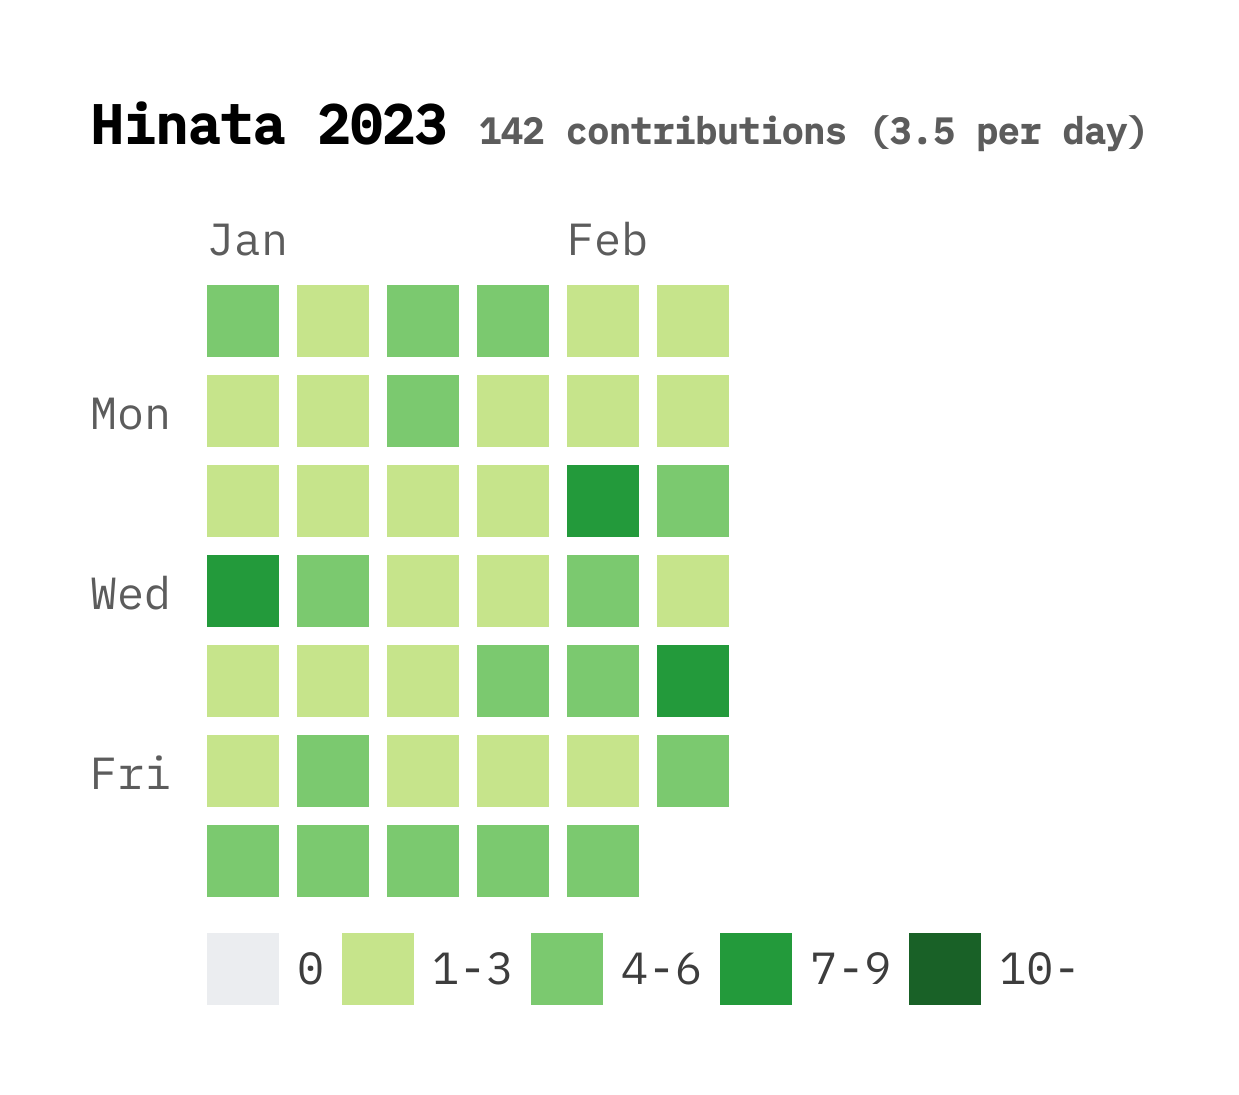 Hinata 2023 142 contributions (3.5 per day)
Jan Feb
Mon
Wed
Fri
0 1-3 4-6 7-9 10-